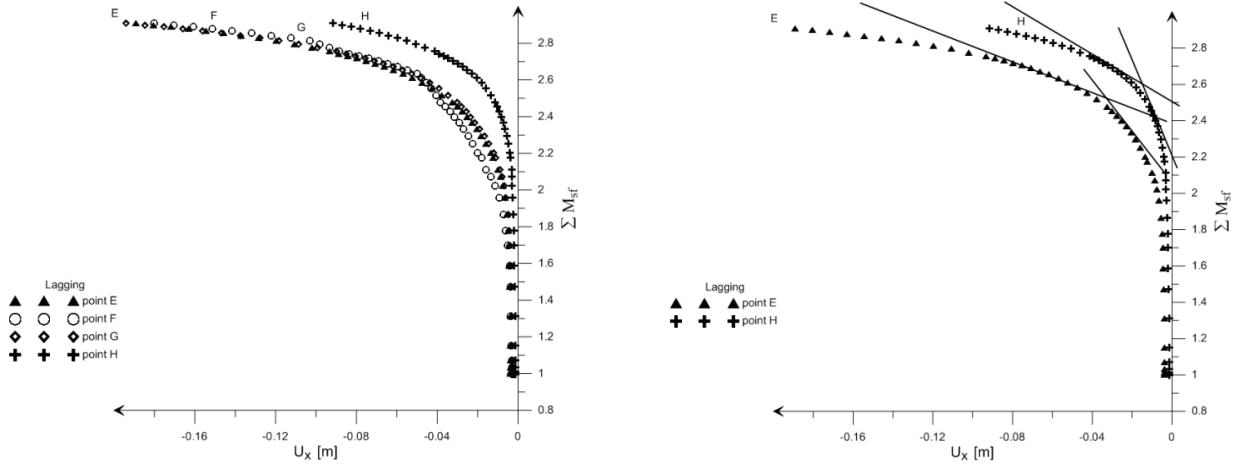 E
F
G
H
2.8
2.6
2.4
2.2
2
1.8
1.6
1.4
1.2
1
0.8
∑ Msf
Lagging
point E
point F
point G
point H
-0.16
-0.12
-0.08
-0.04
0
Ux [m]
E
H
2.8
2.6
2.4
2.2
2
1.8
1.6
1.4
1.2
1
0.8
∑ Msf
Lagging
point E
point H
-0.16
-0.12
-0.08
-0.04
0
Ux [m]